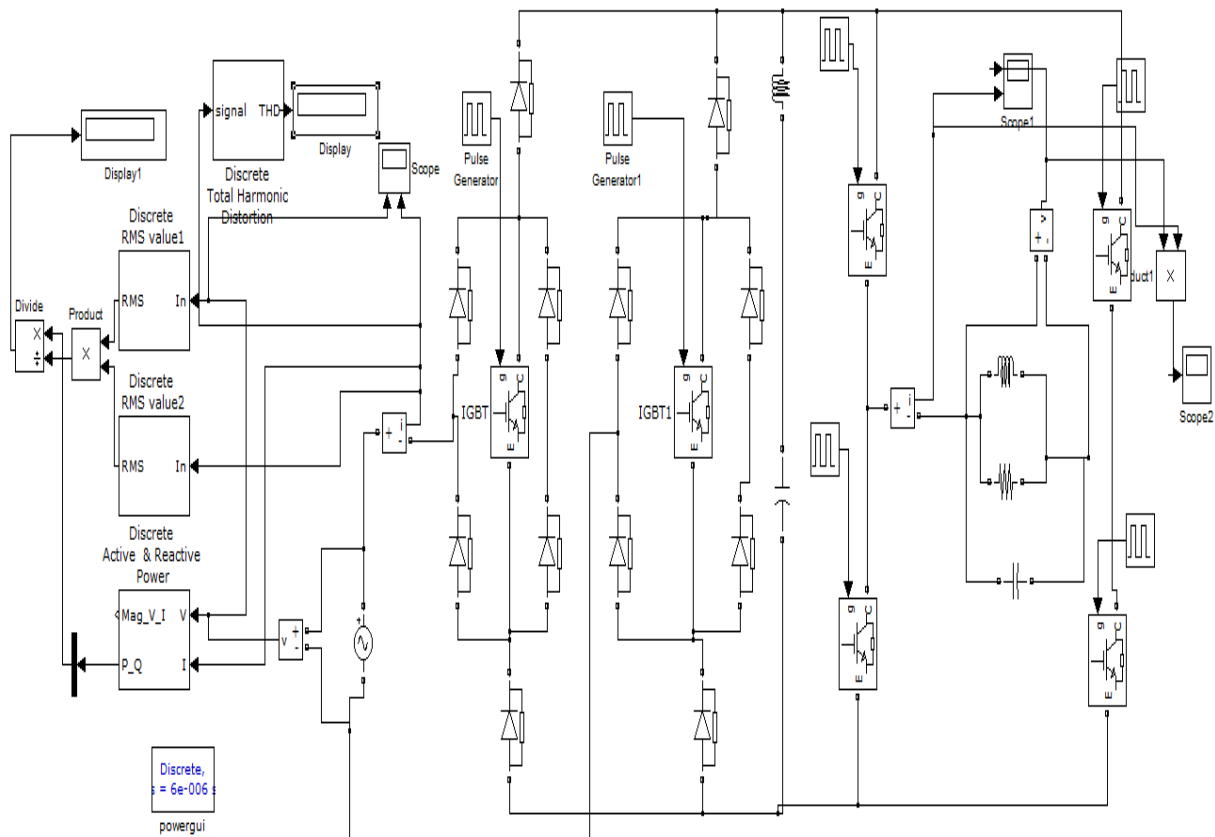 signal THD
Display1
Discrete
Total Harmonic
Distortion
Display
Scope
Pulse
Generator
Pulse
Generator1
Scope1
Discrete
RMS value1
RMS In
Divide
X
÷
Product
X
Discrete
RMS value2
RMS In
Discrete
Active & Reactive
Power
Mag_V_I V
P_Q I
+ i
-
v + -
+
IGBT
g C
E
IGBT1
g C
E
g C
E
g C
E
+ i
-
+ v
-
g C
E
g C
E
duct1
X
Scope2
Discrete,
s = 6e-006 s
powergui